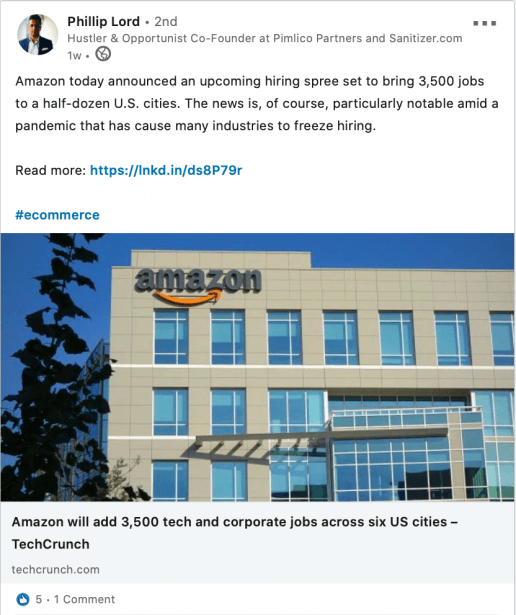 Phillip Lord • 2nd
Hustler & Opportunist Co-Founder at Pimlico Partners and Sanitizer.com
1w •
Amazon today announced an upcoming hiring spree set to bring 3,500 jobs
to a half-dozen U.S. cities. The news is, of course, particularly notable amid a
pandemic that has cause many industries to freeze hiring.
Read more: https://lnkd.in/ds8P79r
#ecommerce
amazon
Amazon will add 3,500 tech and corporate jobs across six US cities –
TechCrunch
techcrunch.com
5 • 1 Comment